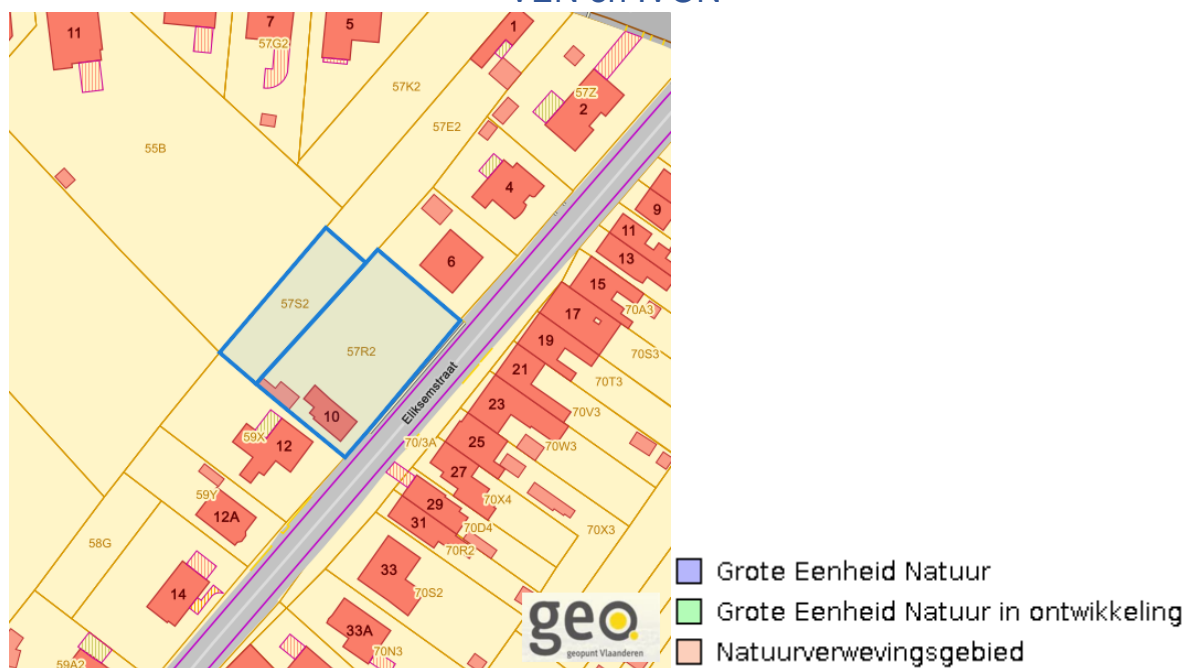 VEN en IVON
11
7
57G2
5
1
57K2
57Z
2
57E2
55B
4
9
11
13
6
15
57S2
17
70A3
57R2
19
70S3
21
70T3
Eliksemstraat
23
70V3
10
59X
12
70/3A
25
70W3
27
59Y
29
70X4
12A
31
70D4
70X3
58G
70R2
33
70S2
14
33A
70N3
59A2
geo
geopunt Vlaanderen
Grote Eenheid Natuur
Grote Eenheid Natuur in ontwikkeling
Natuurverwevingsgebied